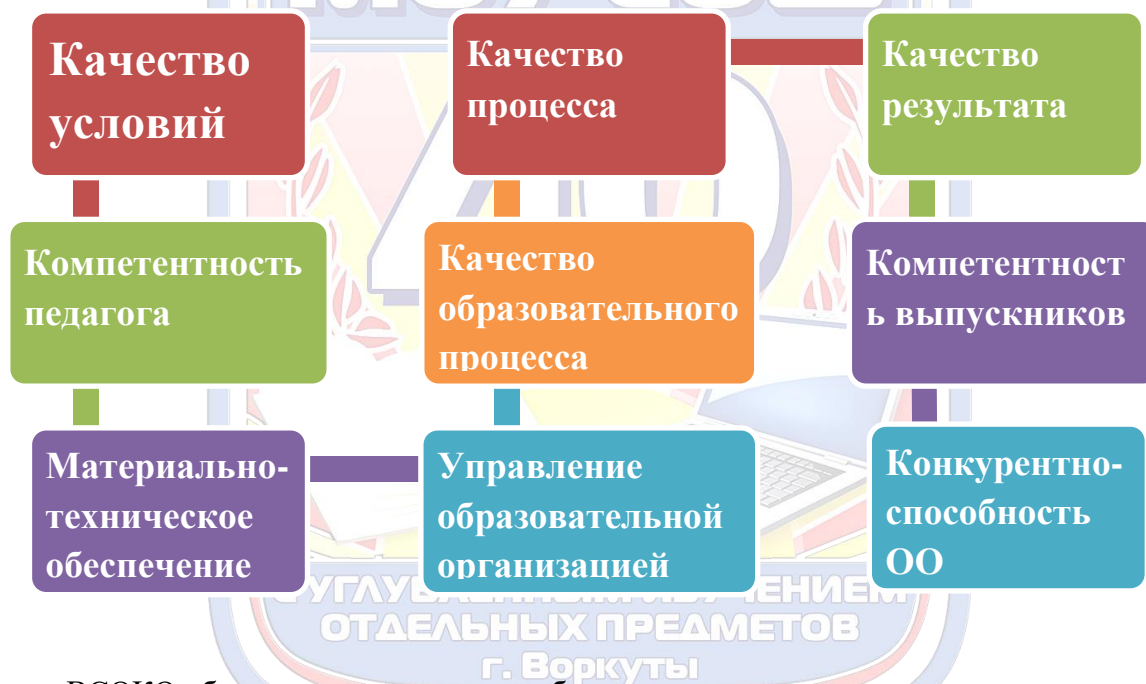 Качество
условий
Качество
процесса
Качество
результата
Компетентность
педагога
Качество
образовательного
процесса
Компетентност
ь выпускников
Материально-
техническое
обеспечение
Управление
образовательной
организацией
Конкурентно-
способность
ОО
ОТДЕЛЬНЫХ ПРЕДМЕТОВ
г. Воркуты
ВСОКО